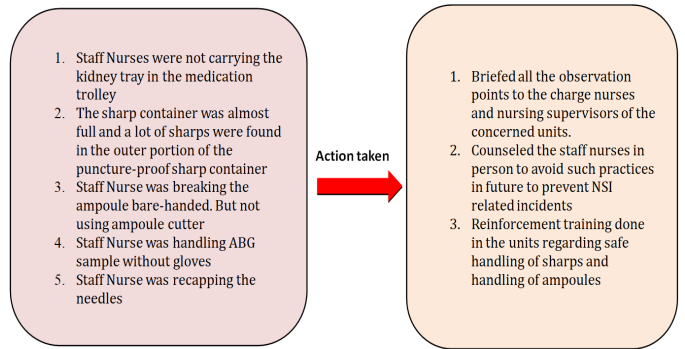 1. Staff Nurses were not carrying the
kidney tray in the medication
trolley
2. The sharp container was almost
full and a lot of sharps were found
in the outer portion of the
puncture-proof sharp container
3. Staff Nurse was breaking the
ampoule bare-handed. But not
using ampoule cutter
4. Staff Nurse was handling ABG
sample without gloves
5. Staff Nurse was recapping the
needles
Action taken
1. Briefed all the observation
points to the charge nurses
and nursing supervisors of the
concerned units.
2. Counseled the staff nurses in
person to avoid such practices
in future to prevent NSI
related incidents
3. Reinforcement training done
in the units regarding safe
handling of sharps and
handling of ampoules